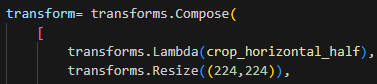 transform= transforms.Compose(
[
transforms.Lambda(crop_horizontal_half),
transforms.Resize((224,224)),